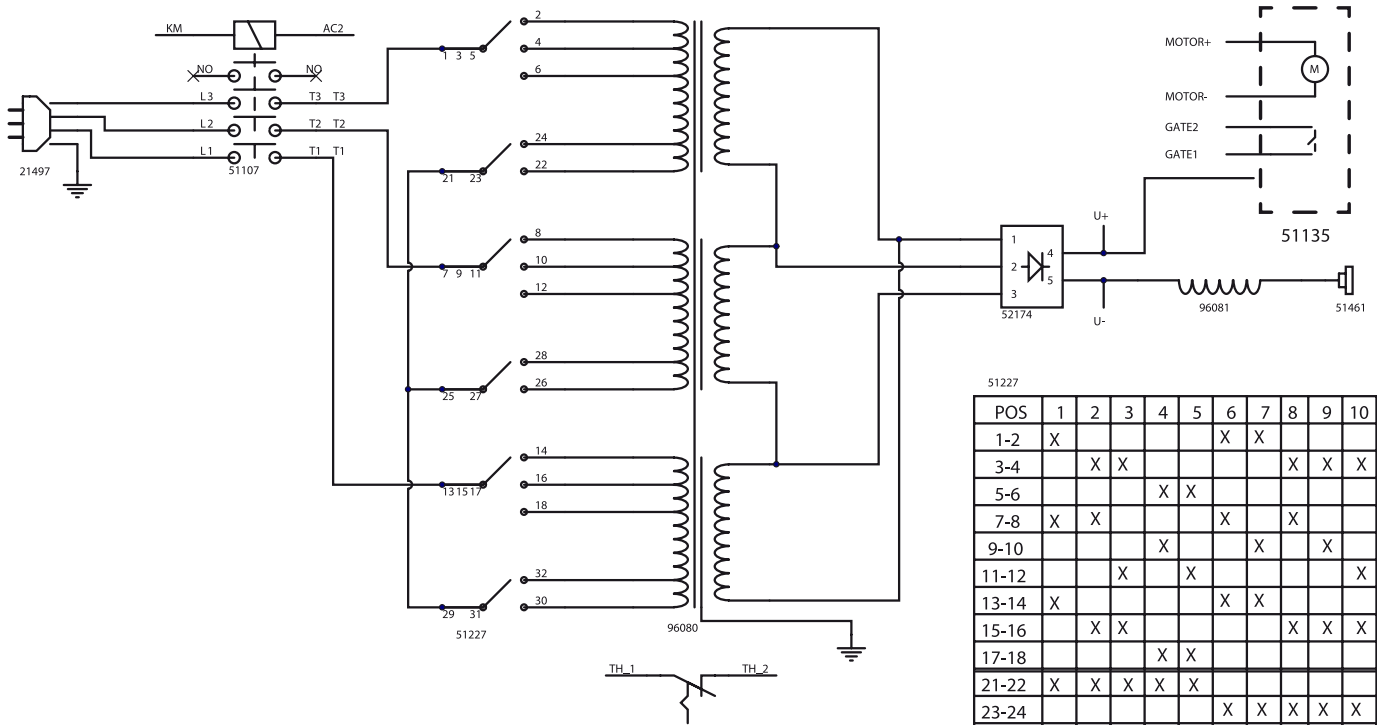 KM AC2
NO NO
L3 T3 T3
L2 T2 T2
L1 T1 T1
21497
51107
2
1 3 5 4
6
24
21 23 22
8
7 9 11 10
12
28
25 27 26
14
13 15 17 16
18
32
29 31 30
51227
96080
TH_1 TH_2
1
2
3
4
5
52174
U+
U-
96081
51461
MOTOR+
M
MOTOR-
GATE2
GATE1
51135
51227
POS 1 2 3 4 5 6 7 8 9 10
1-2 X X X
3-4 X X X X X
5-6 X X
7-8 X X X X
9-10 X X X
11-12 X X X
13-14 X X X
15-16 X X X X X
17-18 X X
21-22 X X X X X
23-24 X X X X X